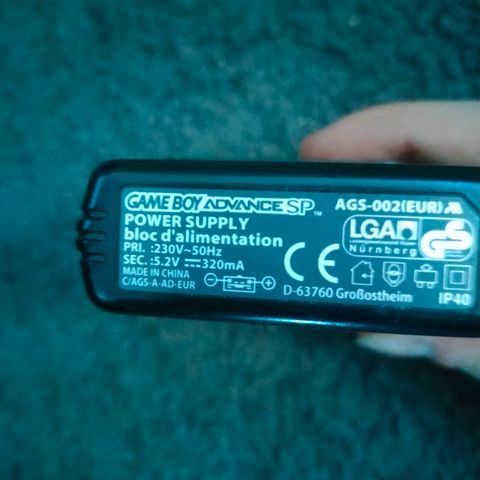 GAME BOY ADVANCE SP™
AGS-002(EUR)
POWER SUPPLY
bloc d'alimentation
PRI. :230V~50Hz
SEC. :5.2V⎓320mA
MADE IN CHINA
C/AGS-A-AD-EUR
- +
CE
LGA
Nürnberg
GS
D-63760 Großostheim
IP40